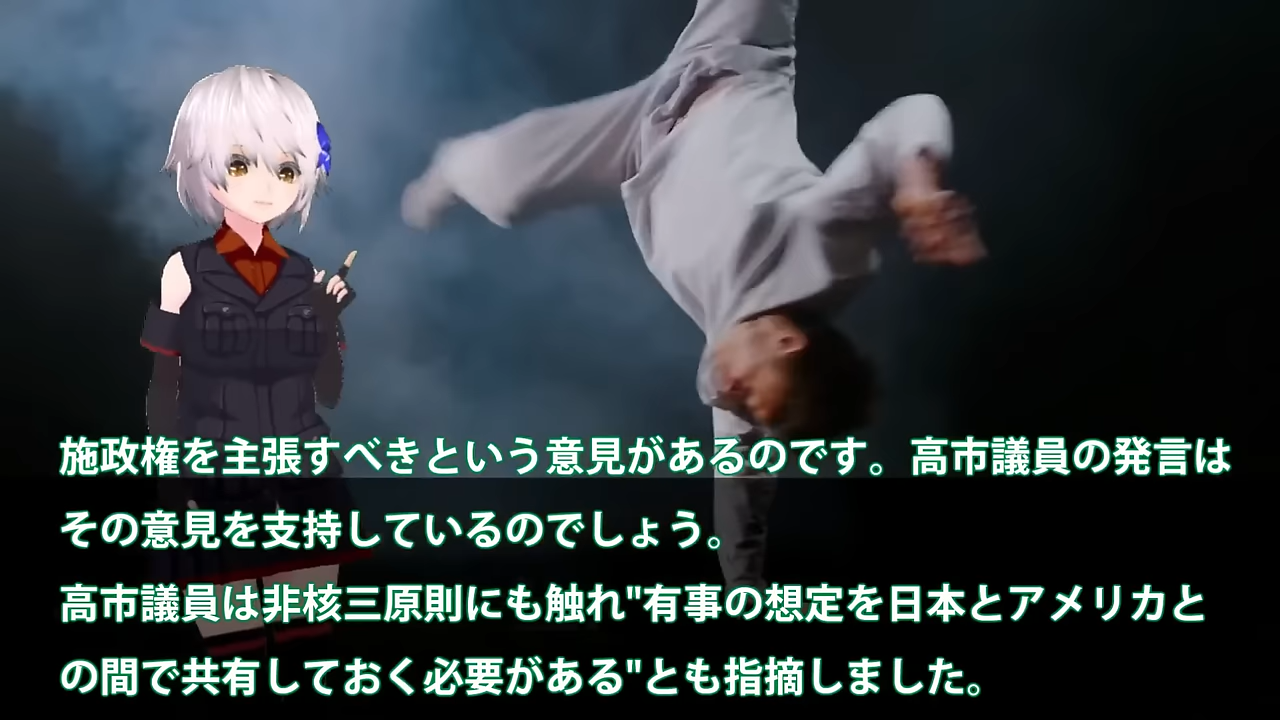 施政権を主張すべきという意見があるのです。高市議員の発言は
その意見を支持しているのでしょう。
高市議員は非核三原則にも触れ"有事の想定を日本とアメリカと
の間で共有しておく必要がある"とも指摘しました。